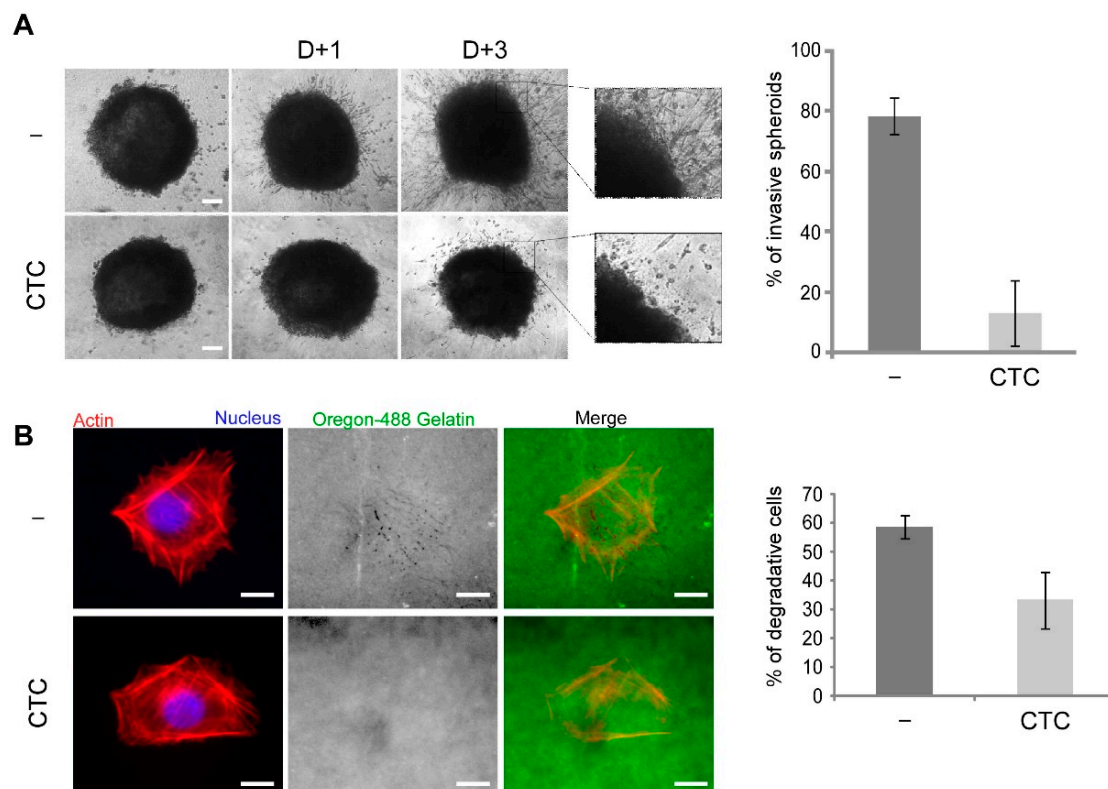 A
D+1 D+3
–
CTC
% of invasive spheroids
100
80
60
40
20
0
– CTC
B
Actin Nucleus Oregon-488 Gelatin Merge
–
CTC
% of degradative cells
70
60
50
40
30
20
10
0
– CTC